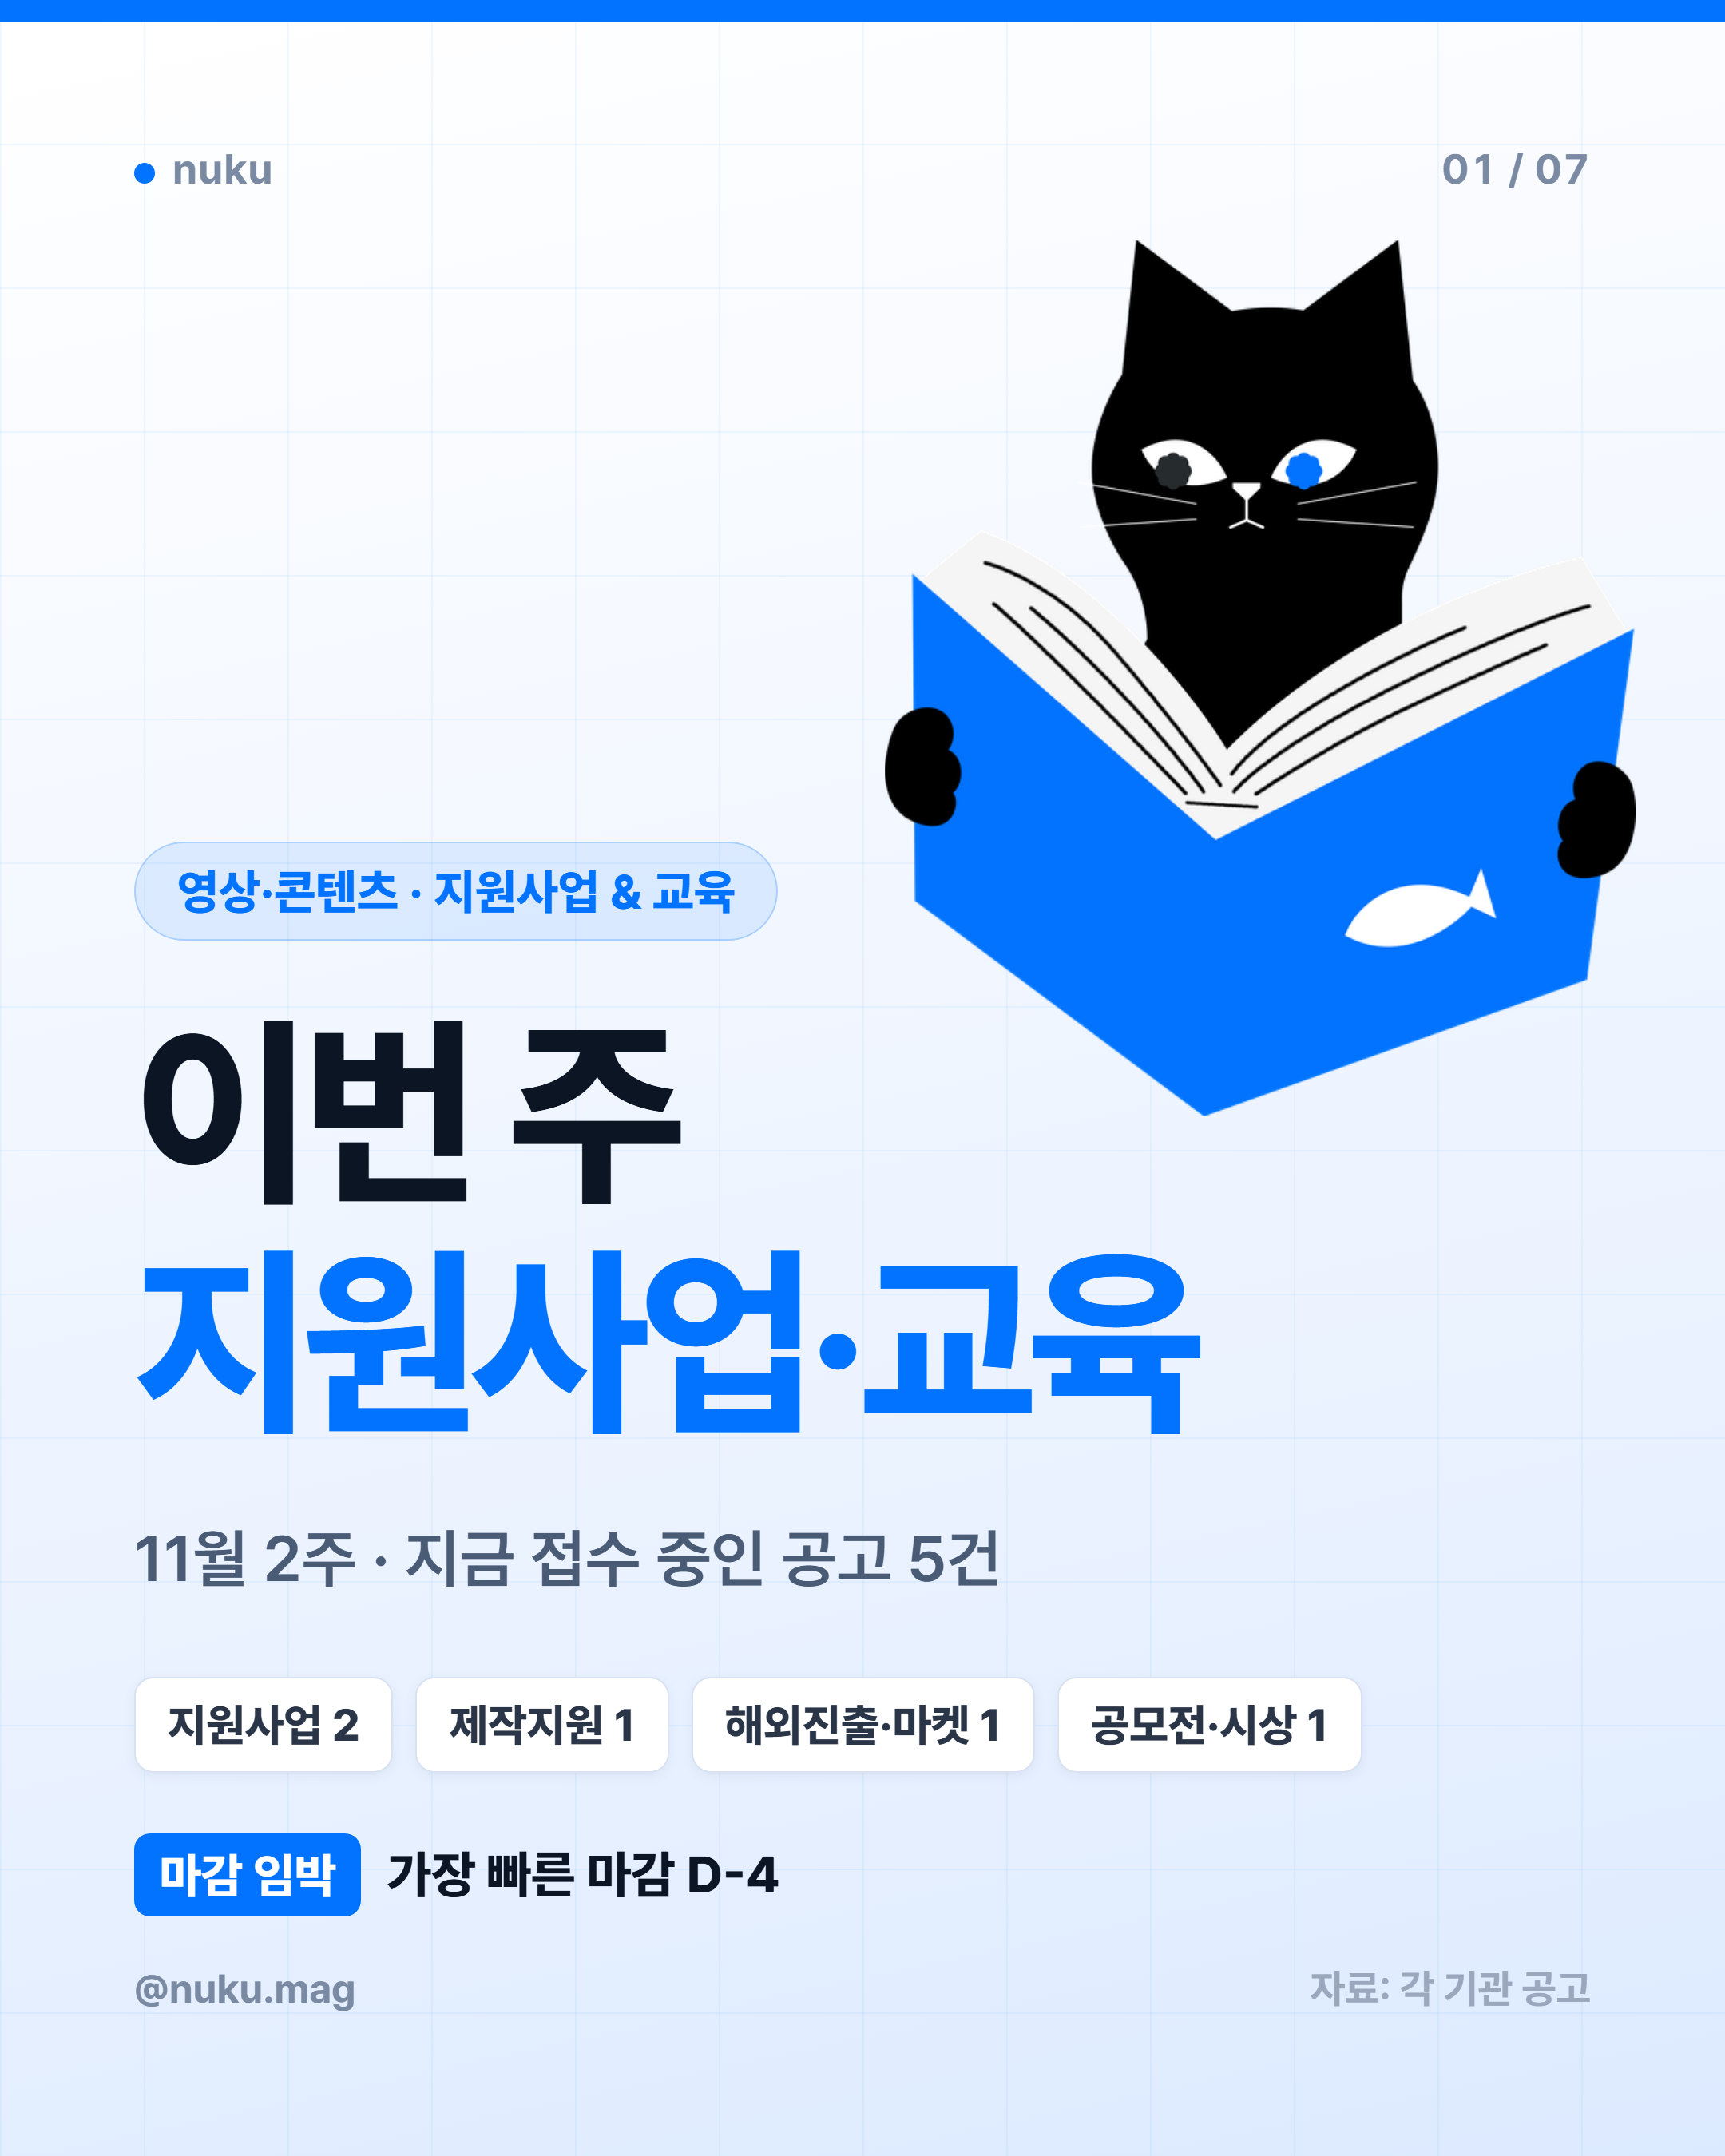 nuku
01 / 07
영상·콘텐츠 · 지원사업 & 교육
이번 주
지원사업·교육
11월 2주 · 지금 접수 중인 공고 5건
지원사업 2
제작지원 1
해외진출·마켓 1
공모전·시상 1
마감 임박
가장 빠른 마감 D-4
@nuku.mag
자료: 각 기관 공고